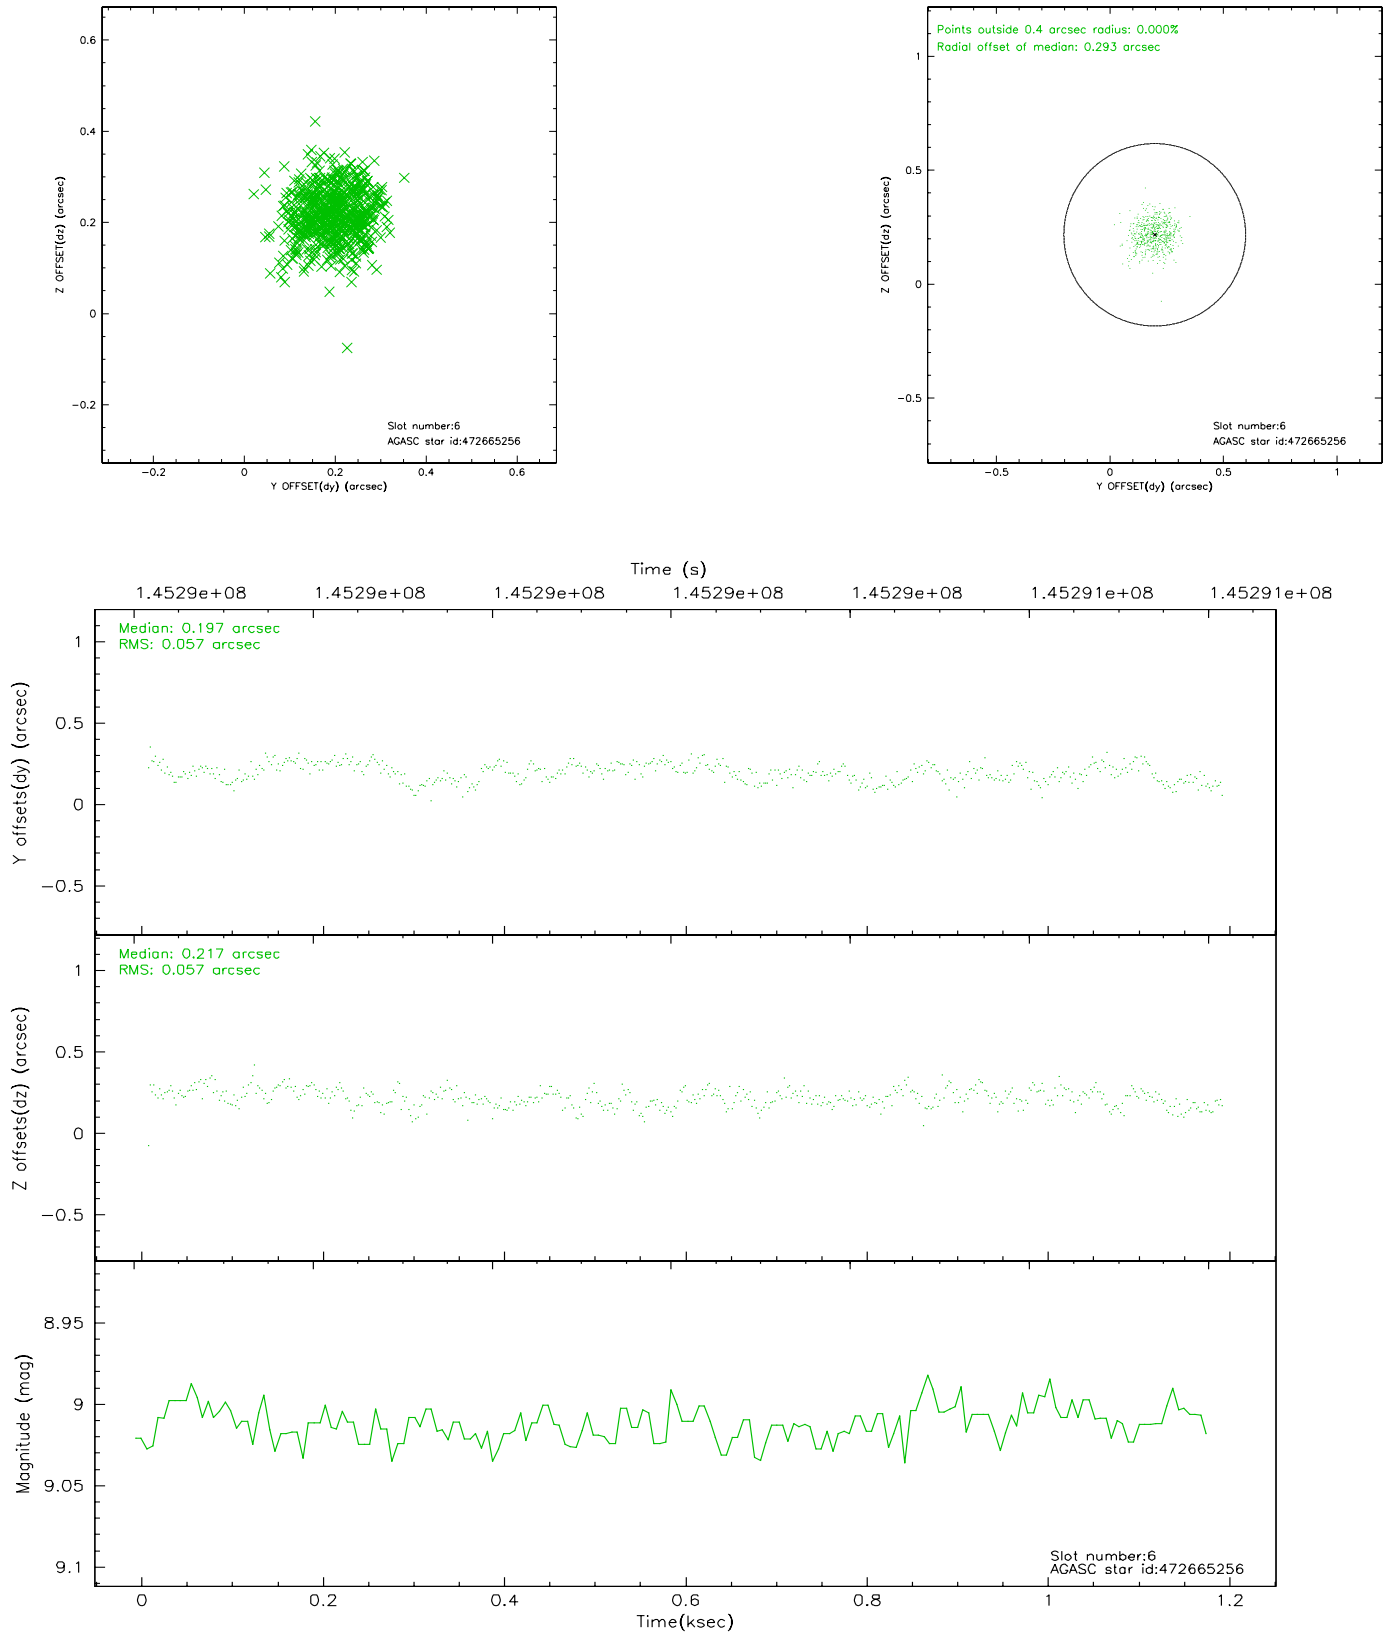 0.6
0.4
0.2
0
−0.2
Z OFFSET(dz) (arcsec)
Slot number:6
AGASC star id:472665256
−0.2 0 0.2 0.4 0.6
Y OFFSET(dy) (arcsec)
Points outside 0.4 arcsec radius: 0.000%
Radial offset of median: 0.293 arcsec
1
0.5
0
−0.5
Z OFFSET(dz) (arcsec)
Slot number:6
AGASC star id:472665256
−0.5 0 0.5 1
Y OFFSET(dy) (arcsec)
Time (s)
1.4529e+08 1.4529e+08 1.4529e+08 1.4529e+08 1.4529e+08 1.45291e+08 1.45291e+08
Median: 0.197 arcsec
RMS: 0.057 arcsec
1
0.5
0
−0.5
Y offsets(dy) (arcsec)
Median: 0.217 arcsec
RMS: 0.057 arcsec
1
0.5
0
−0.5
Z offsets(dz) (arcsec)
8.95
9
9.05
9.1
Magnitude (mag)
Slot number:6
AGASC star id:472665256
0 0.2 0.4 0.6 0.8 1 1.2
Time(ksec)